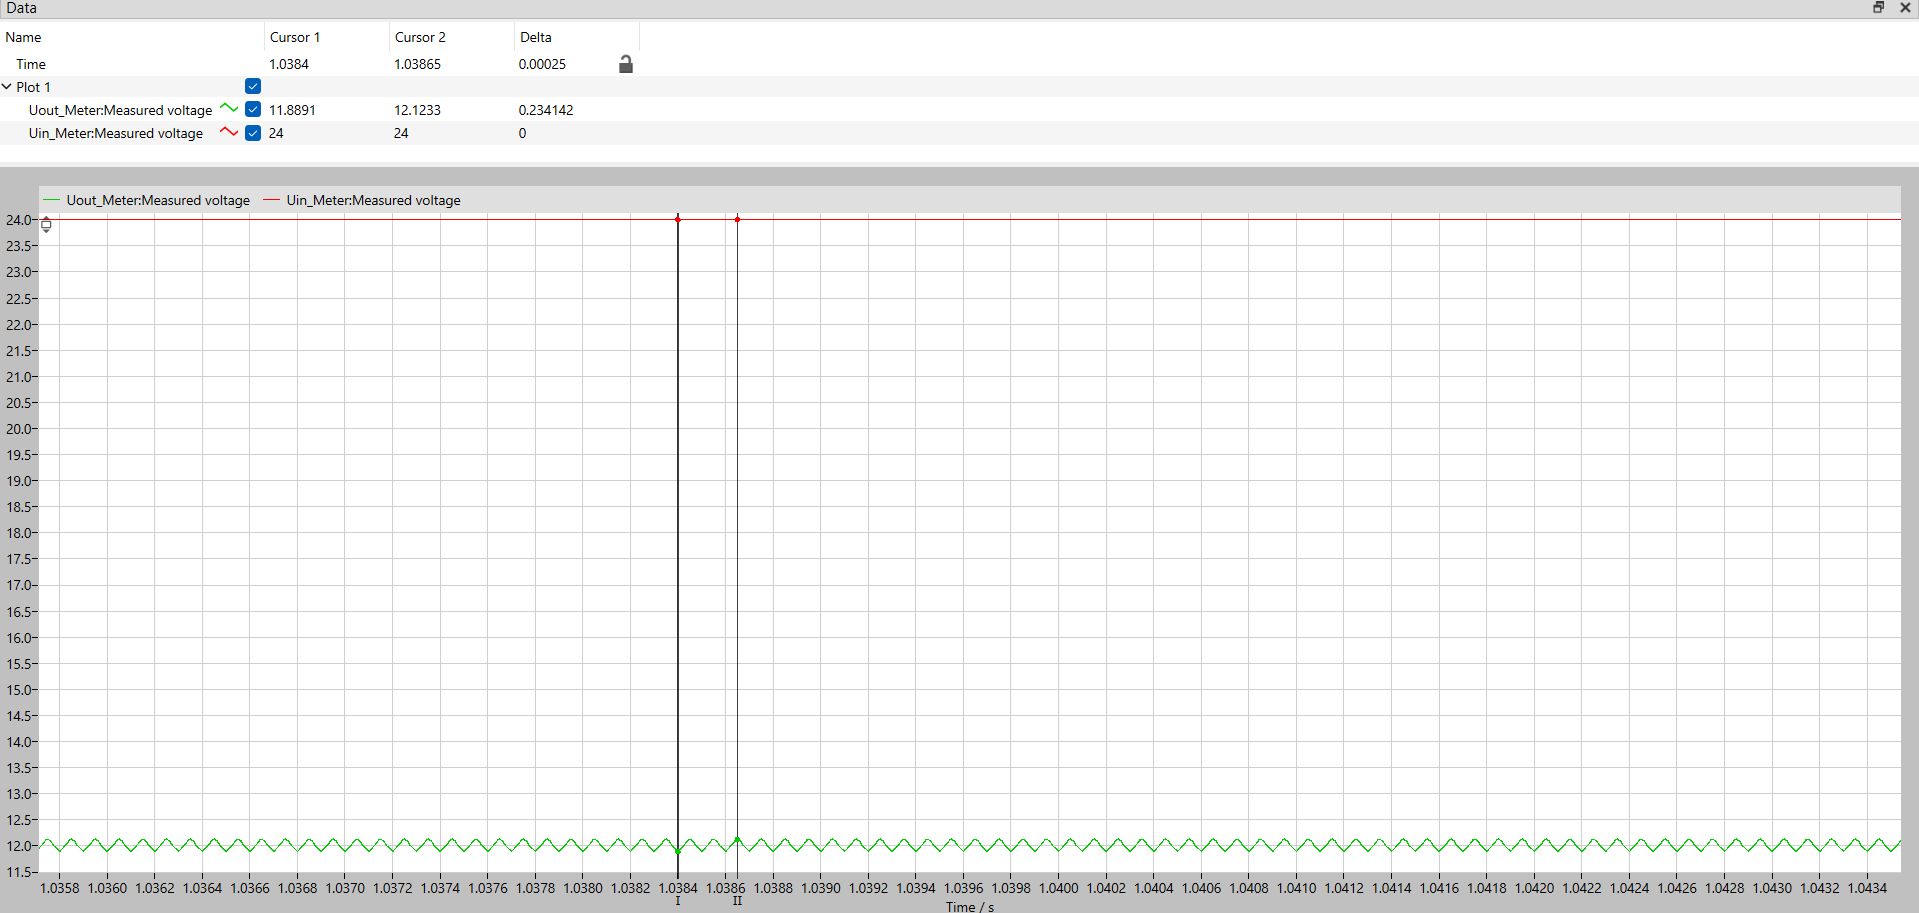 Data
Name Cursor 1 Cursor 2 Delta
Time 1.0384 1.03865 0.00025
Plot 1
Uout_Meter:Measured voltage 11.8891 12.1233 0.234142
Uin_Meter:Measured voltage 24 24 0
Uout_Meter:Measured voltage Uin_Meter:Measured voltage
24.0
23.5
23.0
22.5
22.0
21.5
21.0
20.5
20.0
19.5
19.0
18.5
18.0
17.5
17.0
16.5
16.0
15.5
15.0
14.5
14.0
13.5
13.0
12.5
12.0
11.5
1.0358 1.0360 1.0362 1.0364 1.0366 1.0368 1.0370 1.0372 1.0374 1.0376 1.0378 1.0380 1.0382 1.0384 1.0386 1.0388 1.0390 1.0392 1.0394 1.0396 1.0398 1.0400 1.0402 1.0404 1.0406 1.0408 1.0410 1.0412 1.0414 1.0416 1.0418 1.0420 1.0422 1.0424 1.0426 1.0428 1.0430 1.0432 1.0434
I II
Time / s